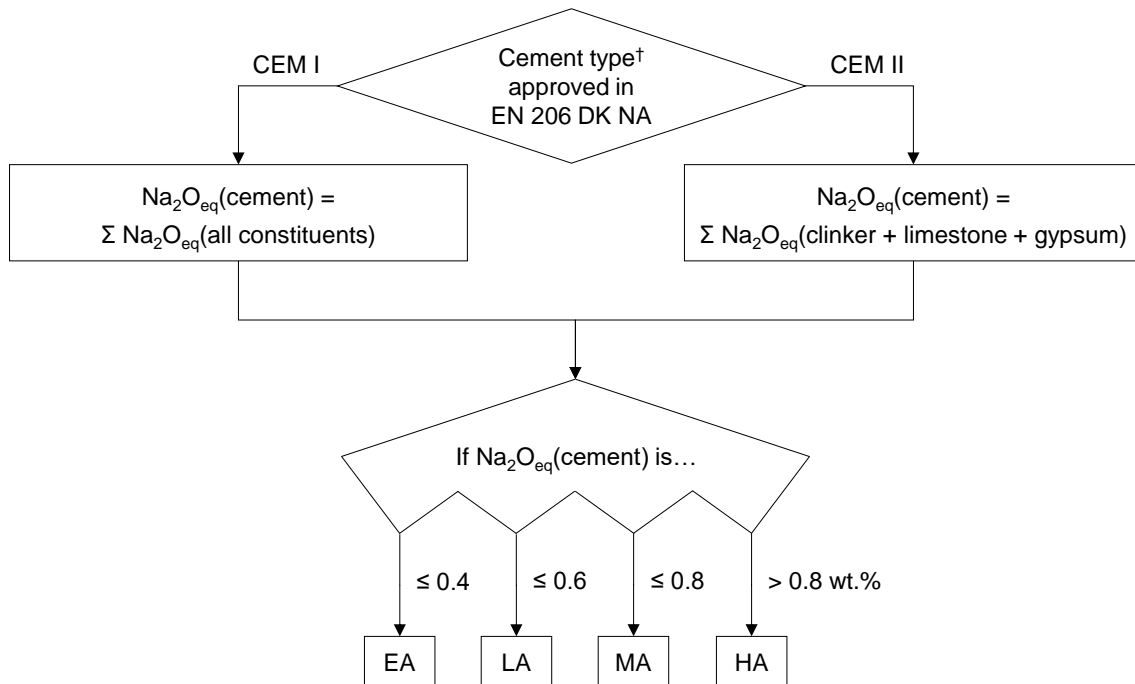 CEM I
Cement type†
approved in
EN 206 DK NA
CEM II
Na₂Oeq(cement) =
Σ Na₂Oeq(all constituents)
Na₂Oeq(cement) =
Σ Na₂Oeq(clinker + limestone + gypsum)
If Na₂Oeq(cement) is…
≤ 0.4
≤ 0.6
≤ 0.8
> 0.8 wt.%
EA
LA
MA
HA